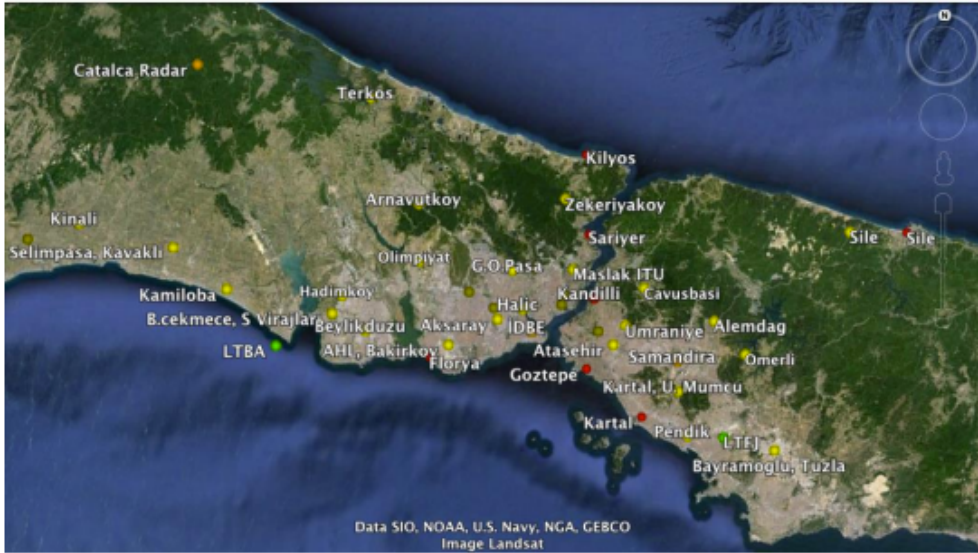 N
Catalca Radar
Terkos
Kilyos
Arnavutkoy
Zekeriyakoy
Kinali
Sariyer
Sile
Sile
Selimpasa, Kavakli
Olimpiyat
G.O.Pasa
Maslak ITU
Kamiloba
Hadimkoy
Kandilli
Cavusbasi
Halic
B.cekmece, S Virajlar
Beylikduzu
Aksaray
IDBE
Umraniye
Alemdag
LTBA
AHL, Bakirkoy
Florya
Atasehir
Samandira
Omerli
Goztepe
Kartal, U. Mumcu
Kartal
Pendik
LTFJ
Bayramoglu, Tuzla
Data SIO, NOAA, U.S. Navy, NGA, GEBCO
Image Landsat